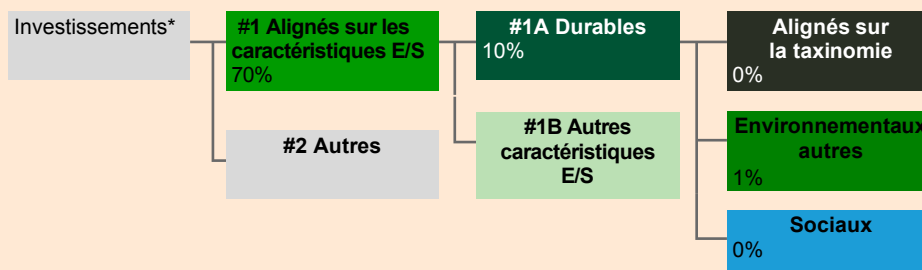 Investissements*
#1 Alignés sur les
caractéristiques E/S
70%
#2 Autres
#1A Durables
10%
#1B Autres
caractéristiques
E/S
Alignés sur
la taxinomie
0%
Environnementaux
autres
1%
Sociaux
0%